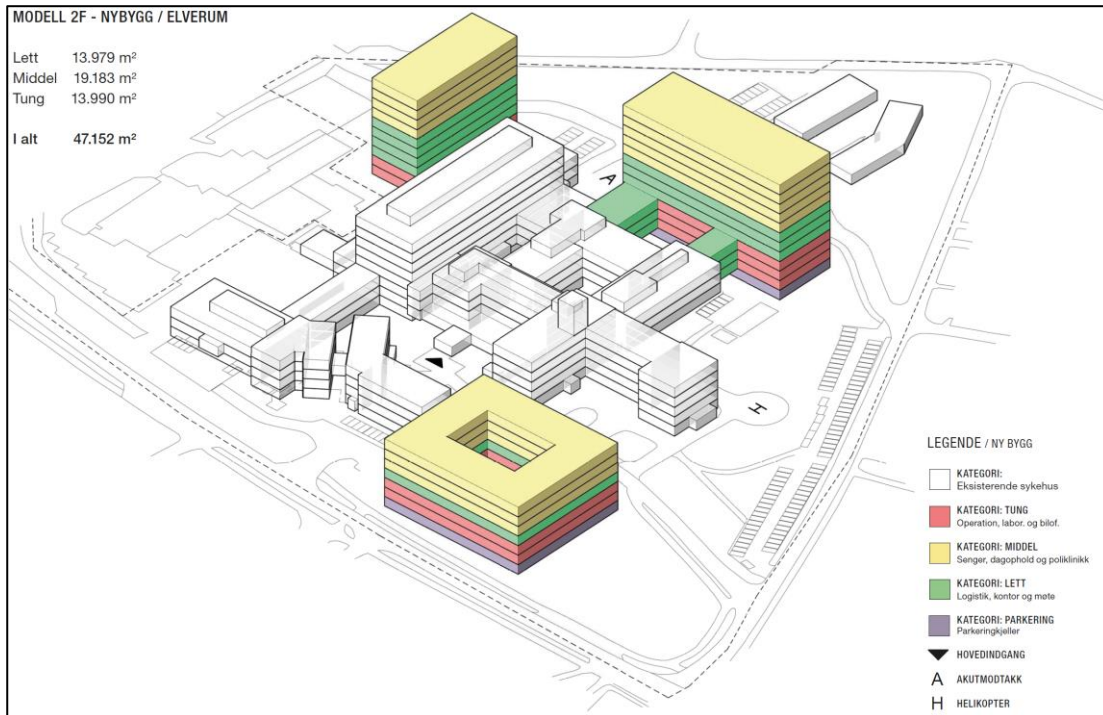 MODELL 2F - NYBYGG / ELVERUM
Lett 13.979 m²
Middel 19.183 m²
Tung 13.990 m²
I alt 47.152 m²
A
H
LEGENDE / NY BYGG
KATEGORI:
Eksisterende sykehus
KATEGORI: TUNG
Operation, labor. og bilof.
KATEGORI: MIDDEL
Senger, dagophold og poliklinikk
KATEGORI: LETT
Logistik, kontor og møte
KATEGORI: PARKERING
Parkeringkjeller
HOVEDINDGANG
A AKUTMODTAKK
H HELIKOPTER